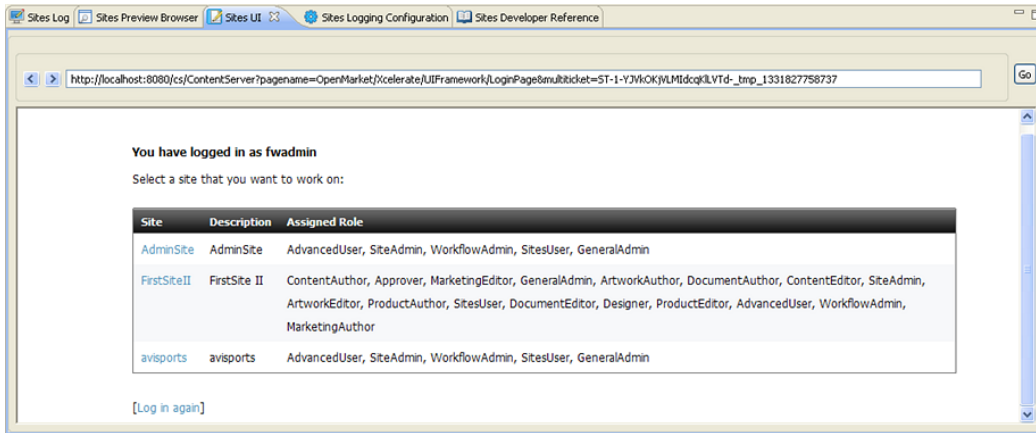 Sites Log Sites Preview Browser Sites UI Sites Logging Configuration Sites Developer Reference
http://localhost:8080/cs/ContentServer?pagename=OpenMarket/Xcelerate/UIFramework/LoginPage&multiticket=ST-1-YJVkOKjVLMIdcqKlLVTd-_tmp_1331827758737 Go
You have logged in as fwadmin
Select a site that you want to work on:
Site Description Assigned Role
AdminSite AdminSite AdvancedUser, SiteAdmin, WorkflowAdmin, SitesUser, GeneralAdmin
FirstSiteII FirstSite II ContentAuthor, Approver, MarketingEditor, GeneralAdmin, ArtworkAuthor, DocumentAuthor, ContentEditor, SiteAdmin,
ArtworkEditor, ProductAuthor, SitesUser, DocumentEditor, Designer, ProductEditor, AdvancedUser, WorkflowAdmin,
MarketingAuthor
avisports avisports AdvancedUser, SiteAdmin, WorkflowAdmin, SitesUser, GeneralAdmin
[Log in again]